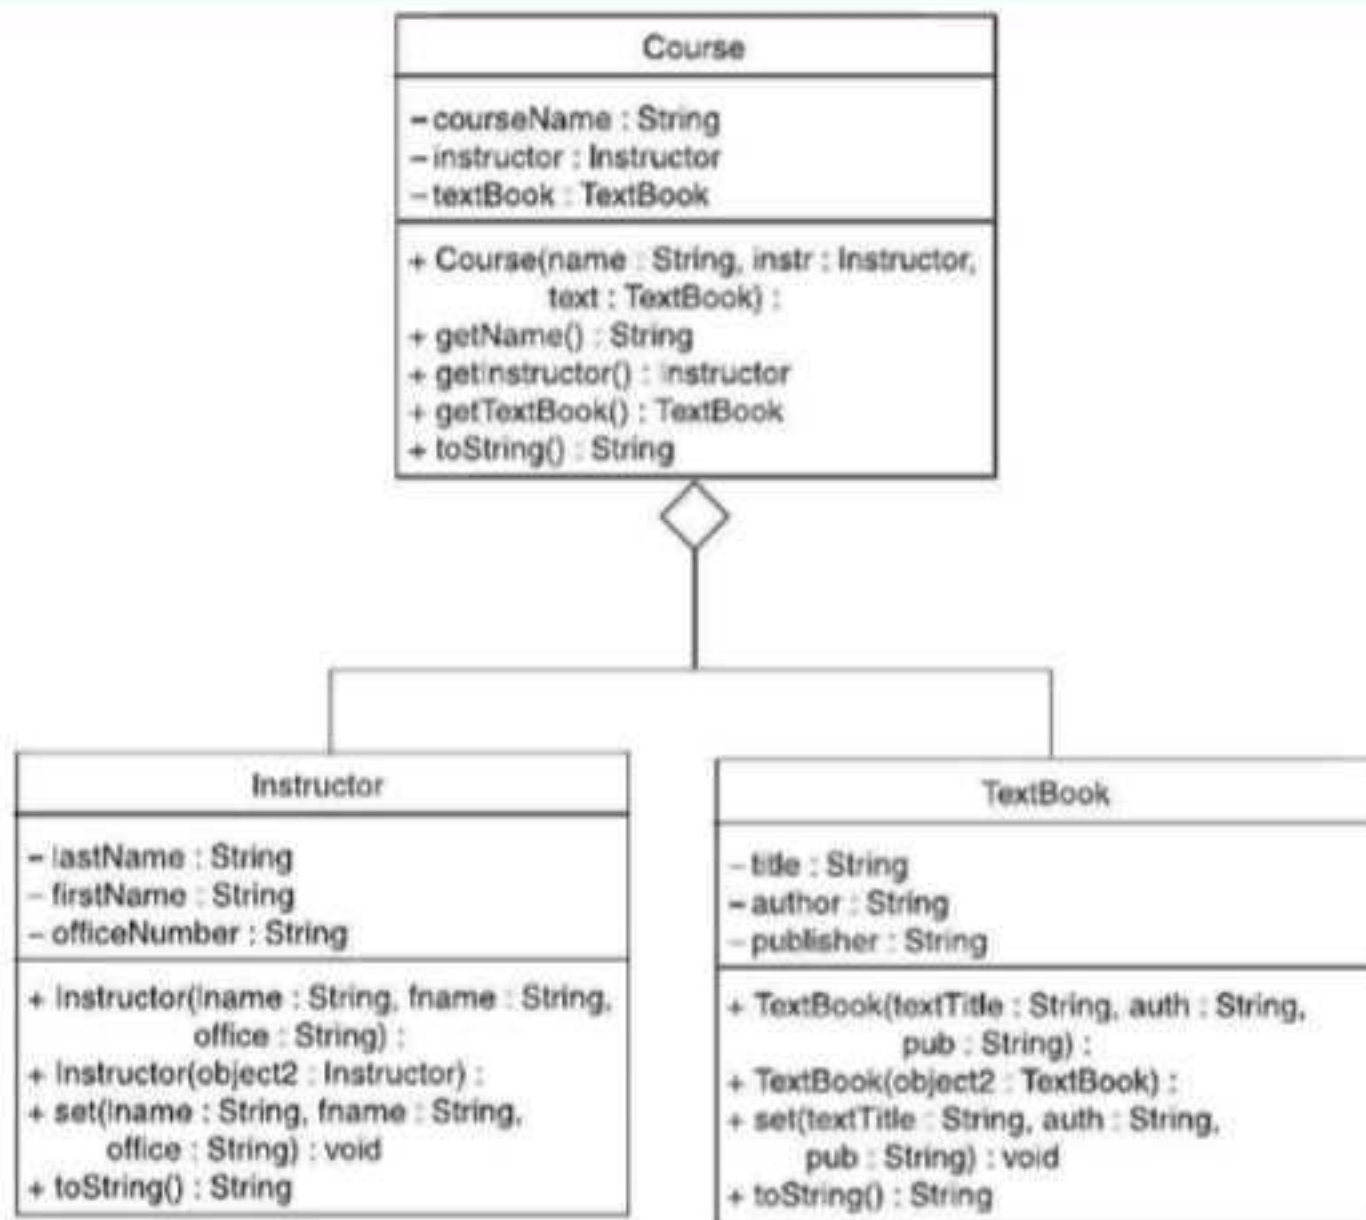 Course
– courseName : String
– instructor : Instructor
– textBook : TextBook
+ Course(name : String, instr : Instructor,
text : TextBook) :
+ getName() : String
+ getInstructor() : Instructor
+ getTextBook() : TextBook
+ toString() : String
Instructor
– lastName : String
– firstName : String
– officeNumber : String
+ Instructor(lname : String, fname : String,
office : String) :
+ Instructor(object2 : Instructor) :
+ set(lname : String, fname : String,
office : String) : void
+ toString() : String
TextBook
– title : String
– author : String
– publisher : String
+ TextBook(textTitle : String, auth : String,
pub : String) :
+ TextBook(object2 : TextBook) :
+ set(textTitle : String, auth : String,
pub : String) : void
+ toString() : String